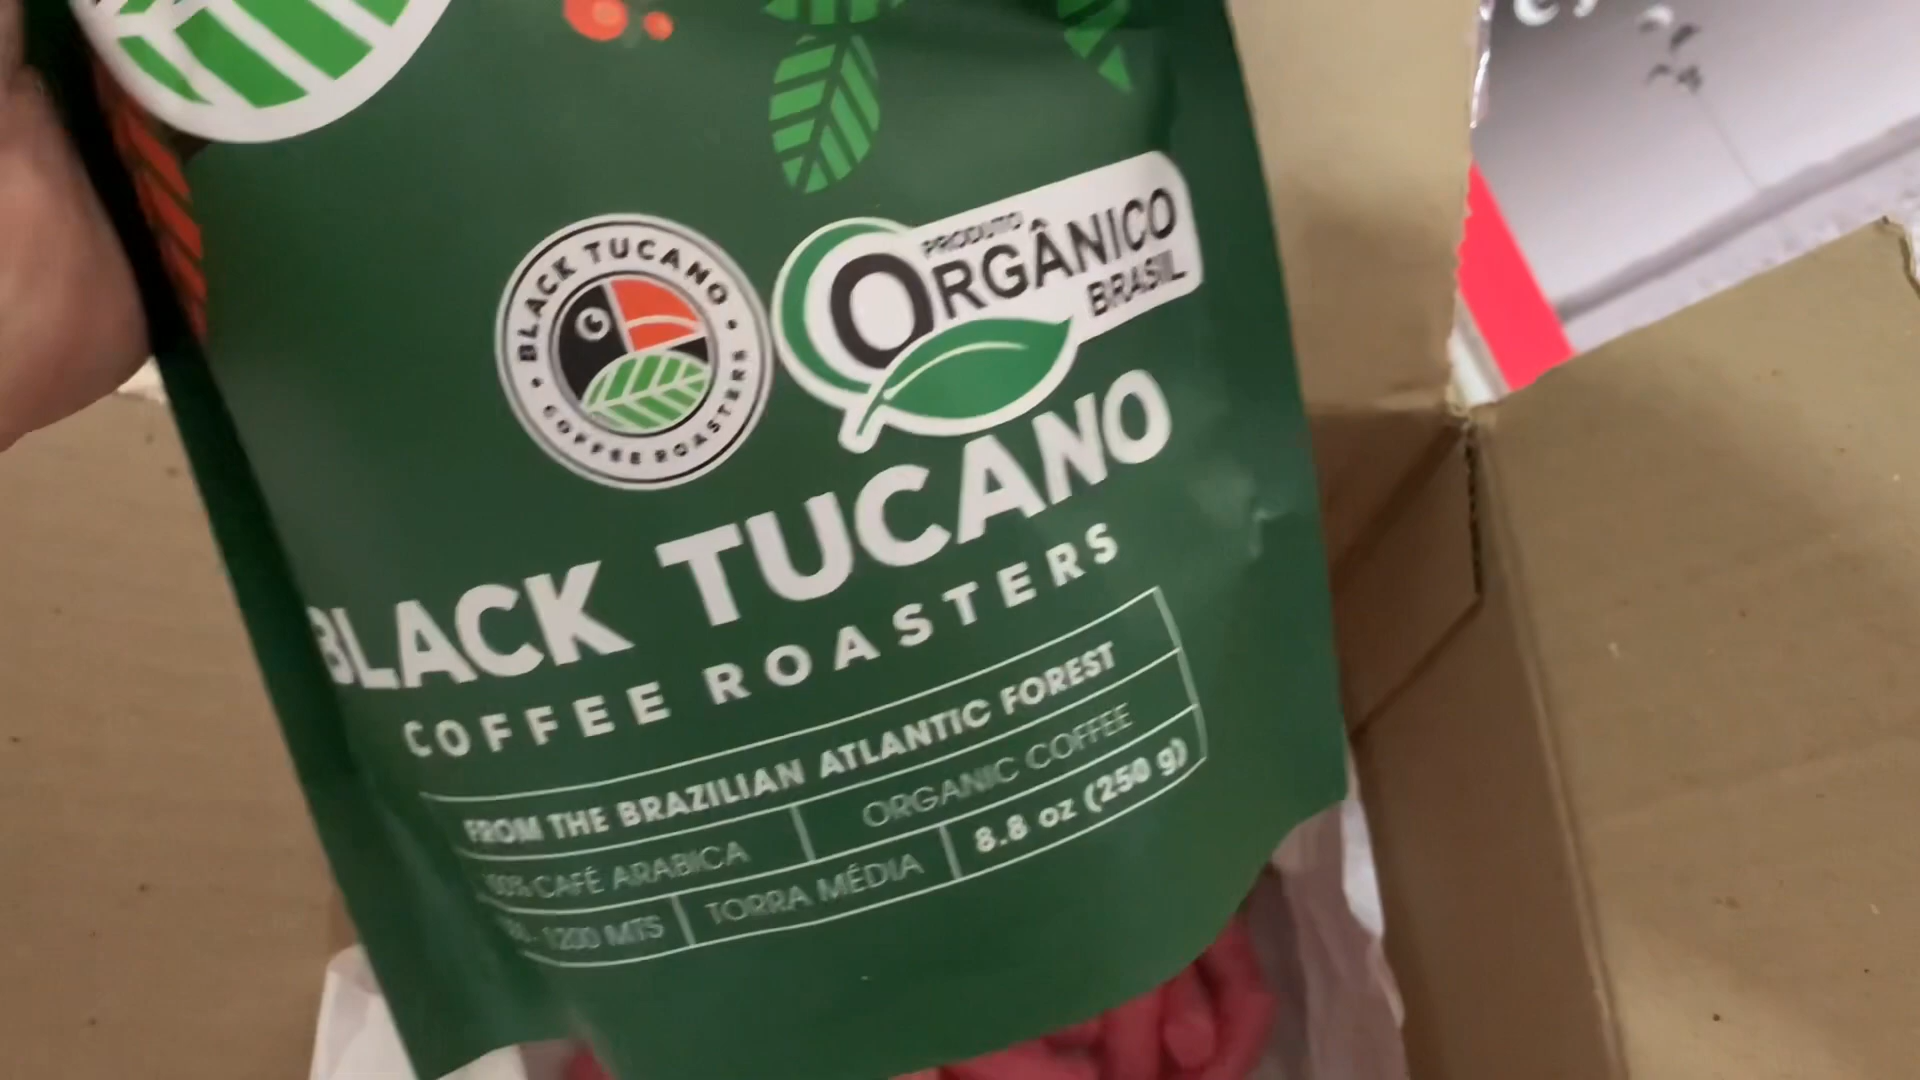 BLACK TUCANO
COFFEE ROASTERS
PRODUTO
ORGÂNICO
BRASIL
BLACK TUCANO
COFFEE ROASTERS
FROM THE BRAZILIAN ATLANTIC FOREST
100% CAFÉ ARABICA ORGANIC COFFEE
1200 MTS TORRA MÉDIA 8.8 oz (250 g)